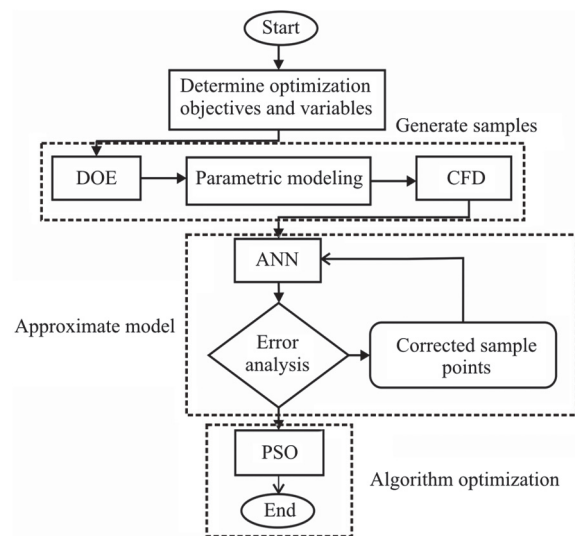 Start
Determine optimization
objectives and variables
Generate samples
DOE
Parametric modeling
CFD
ANN
Approximate model
Error
analysis
Corrected sample
points
PSO
Algorithm optimization
End